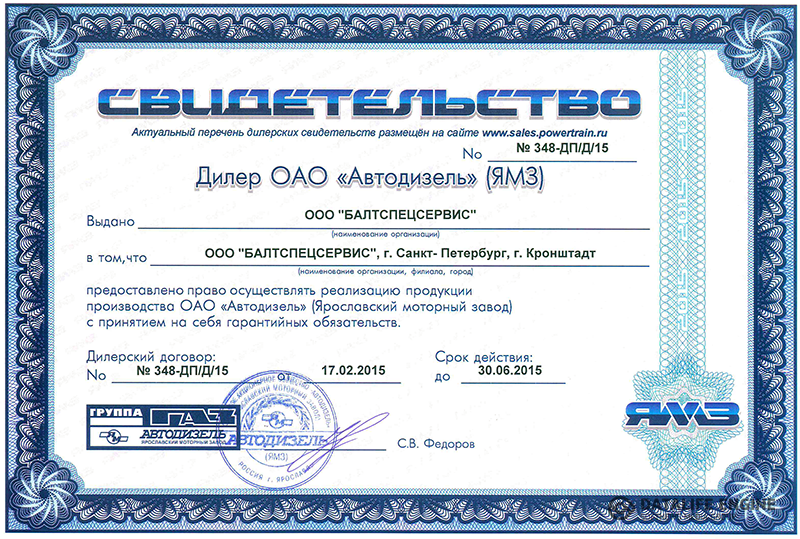 СВИДЕТЕЛЬСТВО
Актуальный перечень дилерских свидетельств размещён на сайте www.sales.powertrain.ru
No № 348-ДП/Д/15
Дилер ОАО «Автодизель» (ЯМЗ)
Выдано ООО "БАЛТСПЕЦСЕРВИС"
(наименование организации)
в том,что ООО "БАЛТСПЕЦСЕРВИС", г. Санкт- Петербург, г. Кронштадт
(наименование организации, филиала, город)
предоставлено право осуществлять реализацию продукции
производства ОАО «Автодизель» (Ярославский моторный завод)
с принятием на себя гарантийных обязательств.
Дилерский договор: Срок действия:
No № 348-ДП/Д/15 от 17.02.2015 до 30.06.2015
ГРУППА ГАЗ
АВТОДИЗЕЛЬ
ЯРОСЛАВСКИЙ МОТОРНЫЙ ЗАВОД
АВТОДИЗЕЛЬ
(ЯМЗ)
С.В. Федоров
ЯМЗ
2015 2015 2015
DATALIFE ENGINE